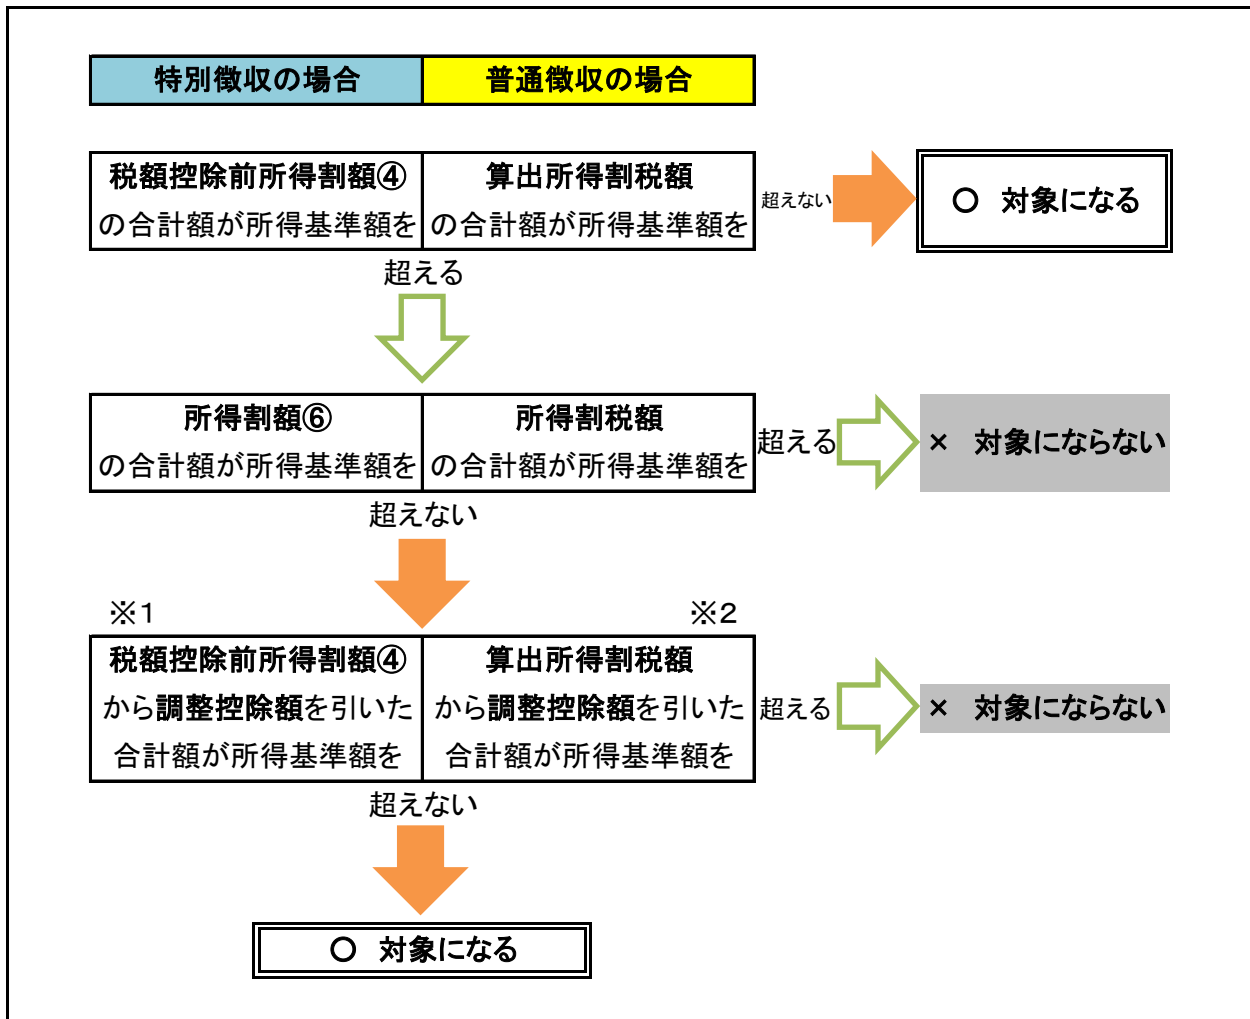 特別徴収の場合
普通徴収の場合
税額控除前所得割額④
の合計額が所得基準額を
算出所得割税額
の合計額が所得基準額を
超えない
○ 対象になる
超える
所得割額⑥
の合計額が所得基準額を
所得割税額
の合計額が所得基準額を
超える
× 対象にならない
超えない
※1
※2
税額控除前所得割額④
から調整控除額を引いた
合計額が所得基準額を
算出所得割税額
から調整控除額を引いた
合計額が所得基準額を
超える
× 対象にならない
超えない
○ 対象になる